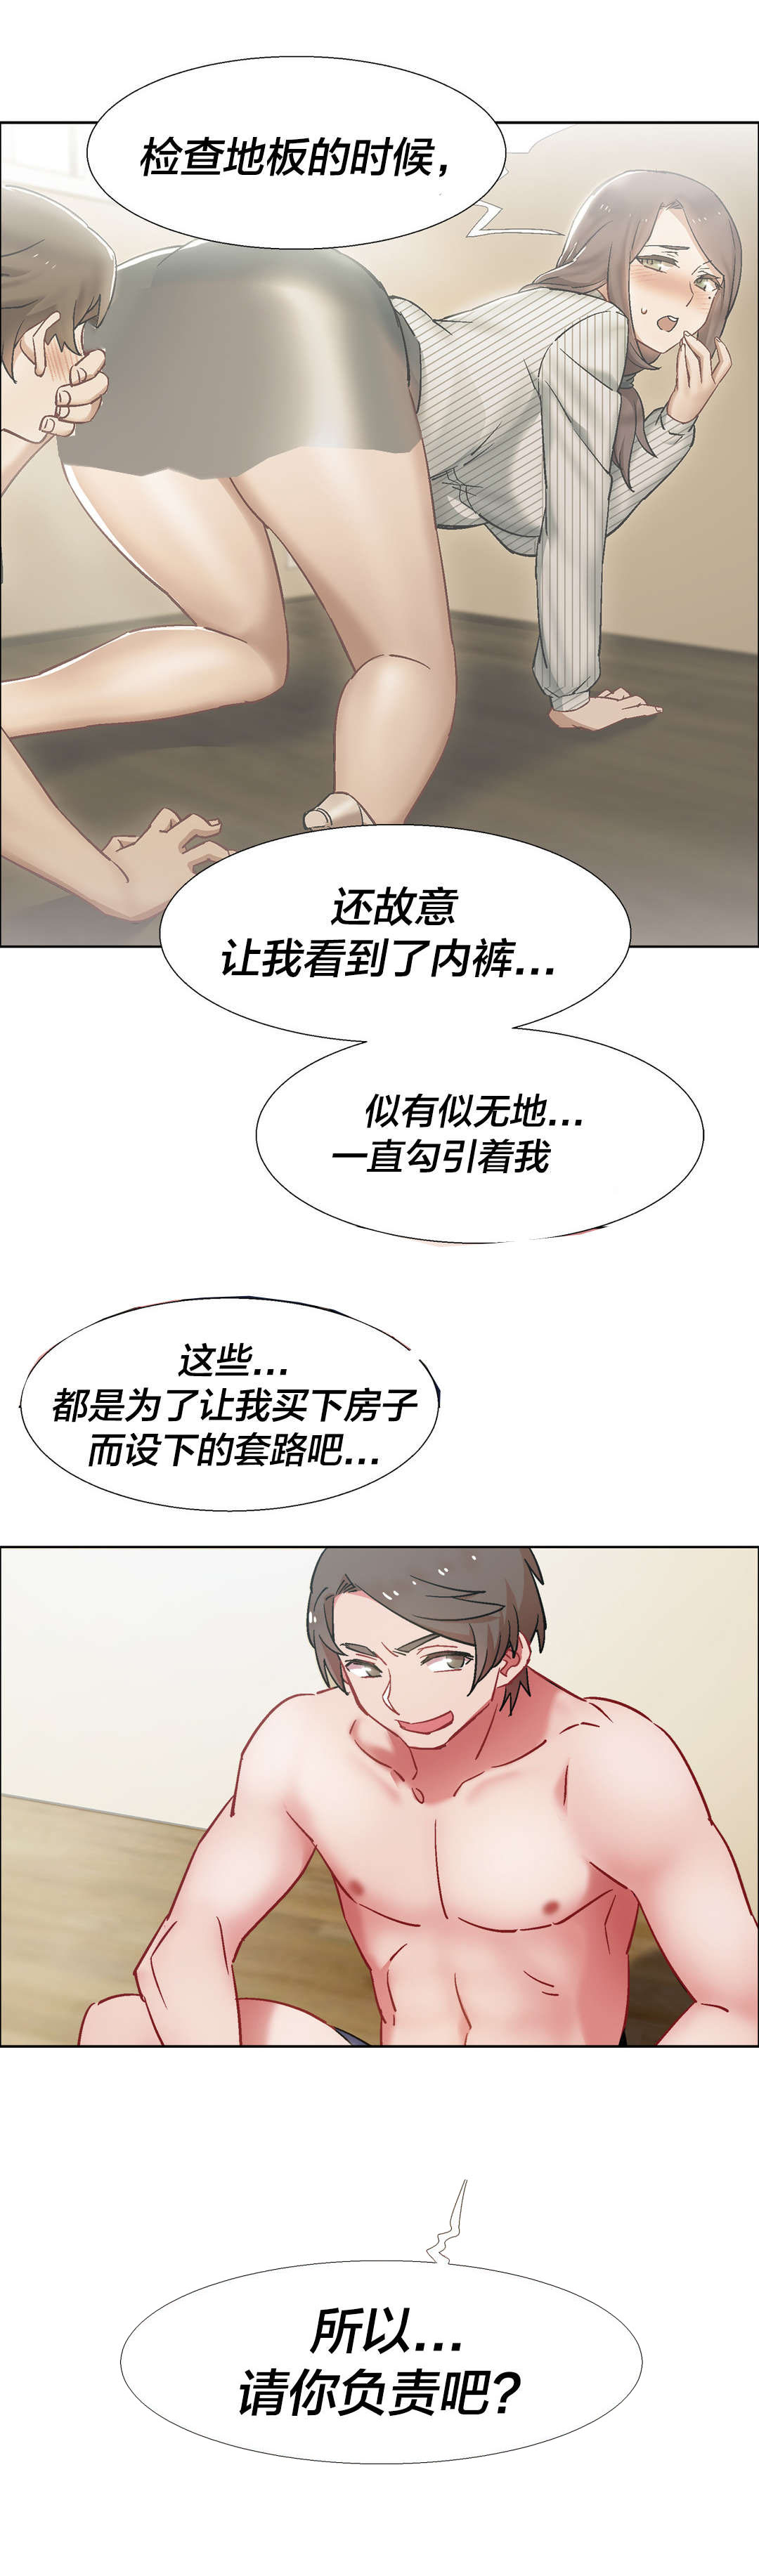 检查地板的时候，
还故意
让我看到了内裤…
似有似无地…
一直勾引着我
这些…
都是为了让我买下房子
而设下的套路吧…
所以…
请你负责吧？